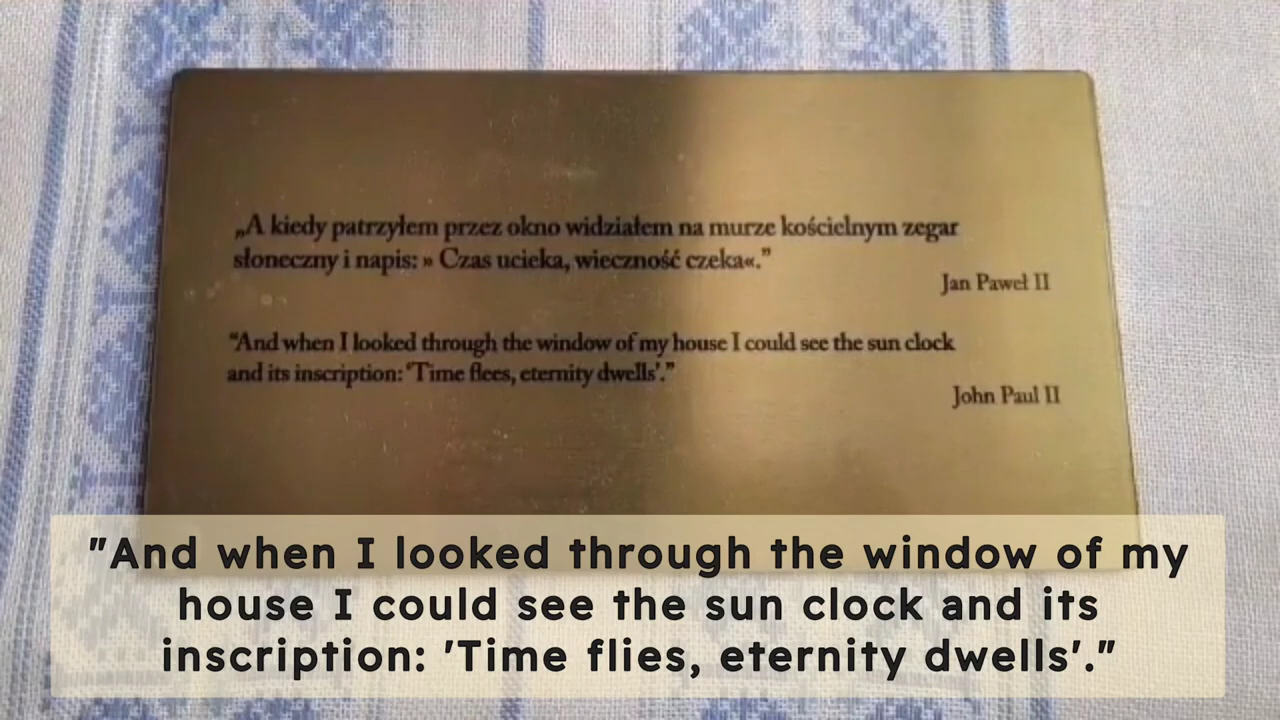 „A kiedy patrzyłem przez okno widziałem na murze kościelnym zegar
słoneczny i napis: » Czas ucieka, wieczność czeka«.”
Jan Paweł II
“And when I looked through the window of my house I could see the sun clock
and its inscription: ‘Time flees, eternity dwells’.”
John Paul II
"And when I looked through the window of my
house I could see the sun clock and its
inscription: 'Time flies, eternity dwells'."